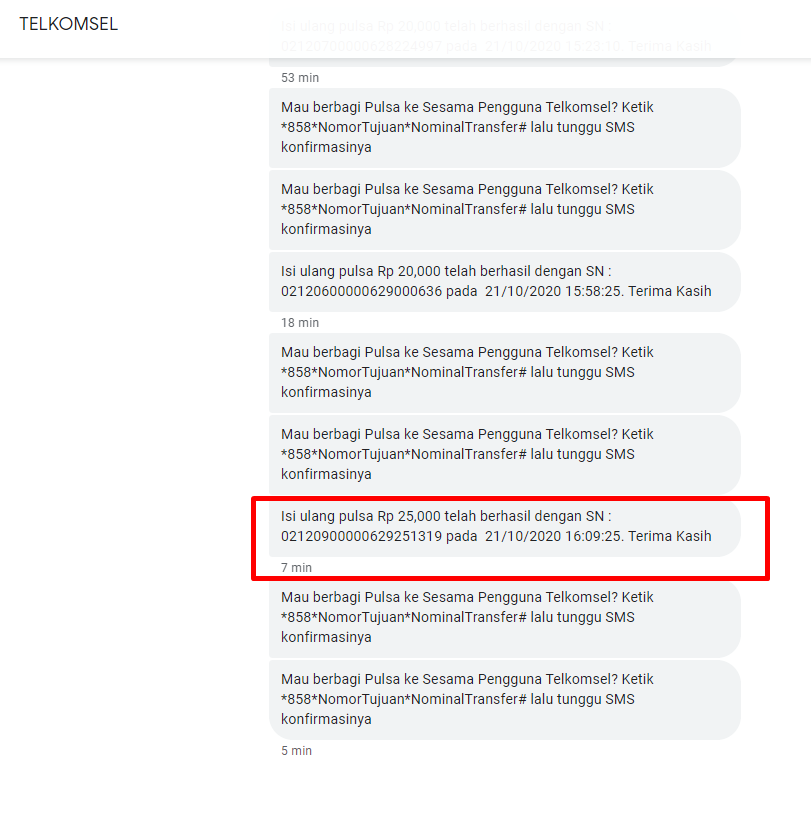 TELKOMSEL
Isi ulang pulsa Rp 20,000 telah berhasil dengan SN :
pada 21/10/2020 15:23:10. Terima Kasih
53 min
Mau berbagi Pulsa ke Sesama Pengguna Telkomsel? Ketik
*858*NomorTujuan*NominalTransfer# lalu tunggu SMS
konfirmasinya
Mau berbagi Pulsa ke Sesama Pengguna Telkomsel? Ketik
*858*NomorTujuan*NominalTransfer# lalu tunggu SMS
konfirmasinya
Isi ulang pulsa Rp 20,000 telah berhasil dengan SN :
02120600000629000636 pada 21/10/2020 15:58:25. Terima Kasih
18 min
Mau berbagi Pulsa ke Sesama Pengguna Telkomsel? Ketik
*858*NomorTujuan*NominalTransfer# lalu tunggu SMS
konfirmasinya
Mau berbagi Pulsa ke Sesama Pengguna Telkomsel? Ketik
*858*NomorTujuan*NominalTransfer# lalu tunggu SMS
konfirmasinya
Isi ulang pulsa Rp 25,000 telah berhasil dengan SN :
02120900000629251319 pada 21/10/2020 16:09:25. Terima Kasih
7 min
Mau berbagi Pulsa ke Sesama Pengguna Telkomsel? Ketik
*858*NomorTujuan*NominalTransfer# lalu tunggu SMS
konfirmasinya
Mau berbagi Pulsa ke Sesama Pengguna Telkomsel? Ketik
*858*NomorTujuan*NominalTransfer# lalu tunggu SMS
konfirmasinya
5 min